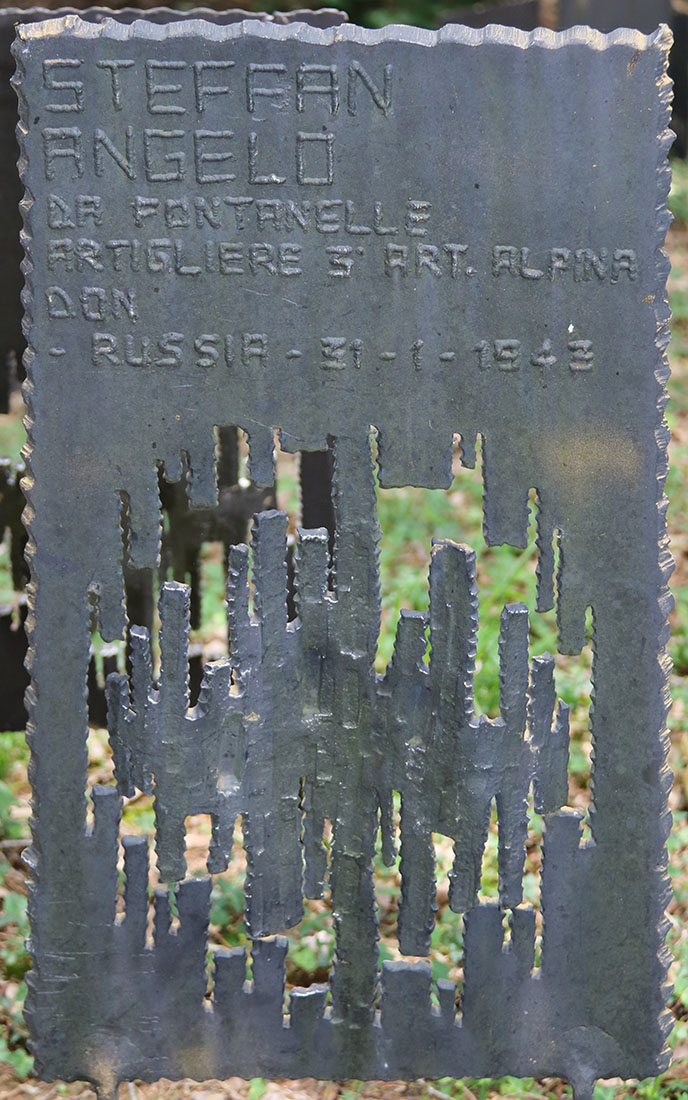 STEFFAN
ANGELO
DA FONTANELLE
ARTIGLIERE 3° ART. ALPINA
DON
- RUSSIA - 31 - 1 - 1943